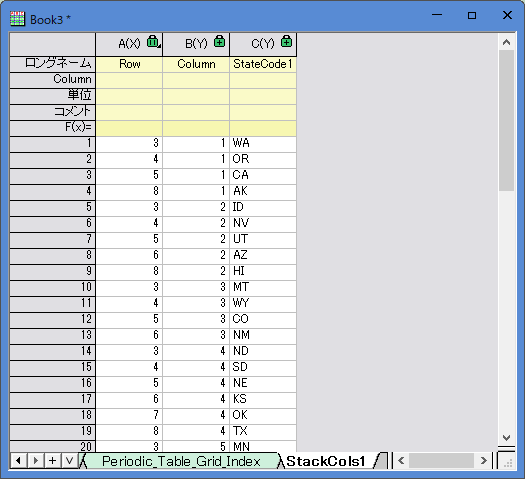 Book3 *
A(X) B(Y) C(Y)
ロングネーム Row Column StateCode1
Column
単位
コメント
F(x)=
1 3 1 WA
2 4 1 OR
3 5 1 CA
4 8 1 AK
5 3 2 ID
6 4 2 NV
7 5 2 UT
8 6 2 AZ
9 8 2 HI
10 3 3 MT
11 4 3 WY
12 5 3 CO
13 6 3 NM
14 3 4 ND
15 4 4 SD
16 5 4 NE
17 6 4 KS
18 7 4 OK
19 8 4 TX
20 3 5 MN
Periodic_Table_Grid_Index StackCols1